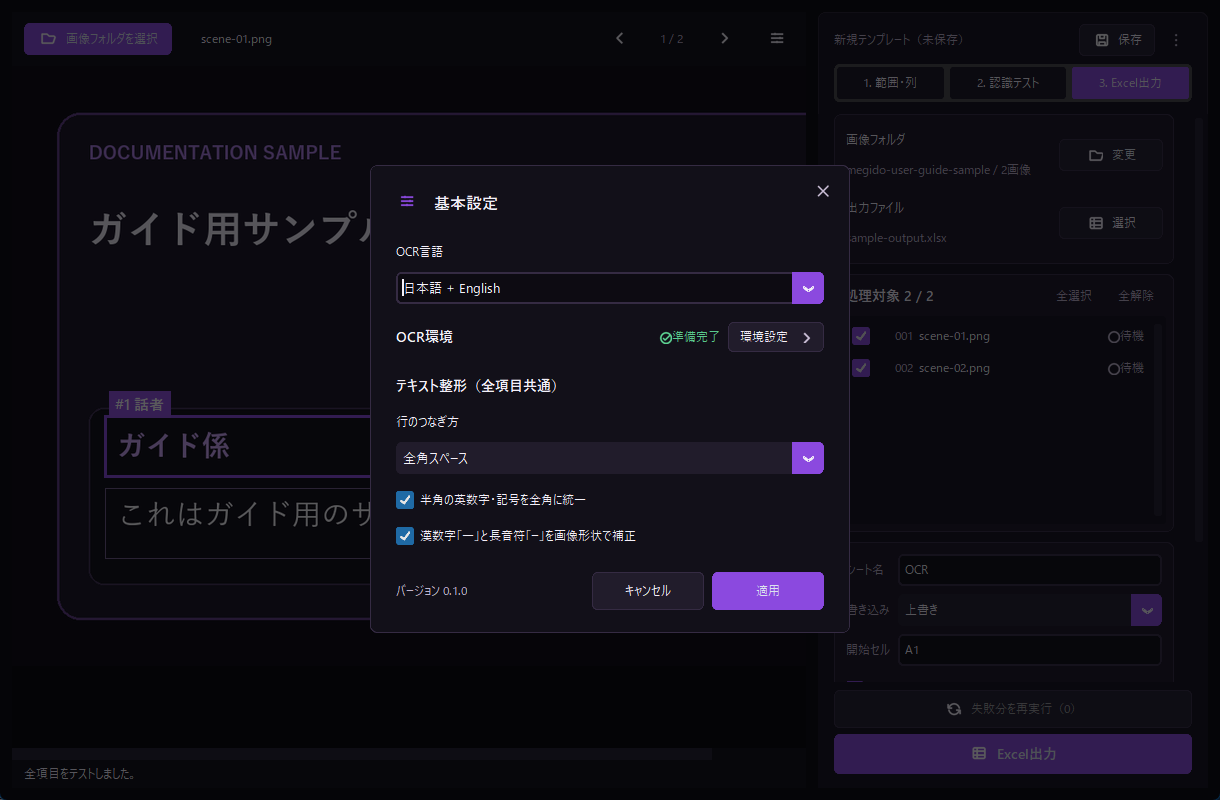 画像フォルダを選択
scene-01.png
1 / 2
新規テンプレート（未保存）
保存
1. 範囲・列
2. 認識テスト
3. Excel出力
DOCUMENTATION SAMPLE
ガイド用サンプル
#1 話者
ガイド係
これはガイド用のサ
全項目をテストしました。
基本設定
OCR言語
日本語 + English
OCR環境
準備完了
環境設定
テキスト整形（全項目共通）
行のつなぎ方
全角スペース
半角の英数字・記号を全角に統一
漢数字「一」と長音符「ー」を画像形状で補正
バージョン 0.1.0
キャンセル
適用
画像フォルダ
megido-user-guide-sample / 2画像
変更
出力ファイル
sample-output.xlsx
選択
処理対象 2 / 2
全選択
全解除
001 scene-01.png
待機
002 scene-02.png
待機
シート名
OCR
書き込み
上書き
開始セル
A1
失敗分を再実行（0）
Excel出力